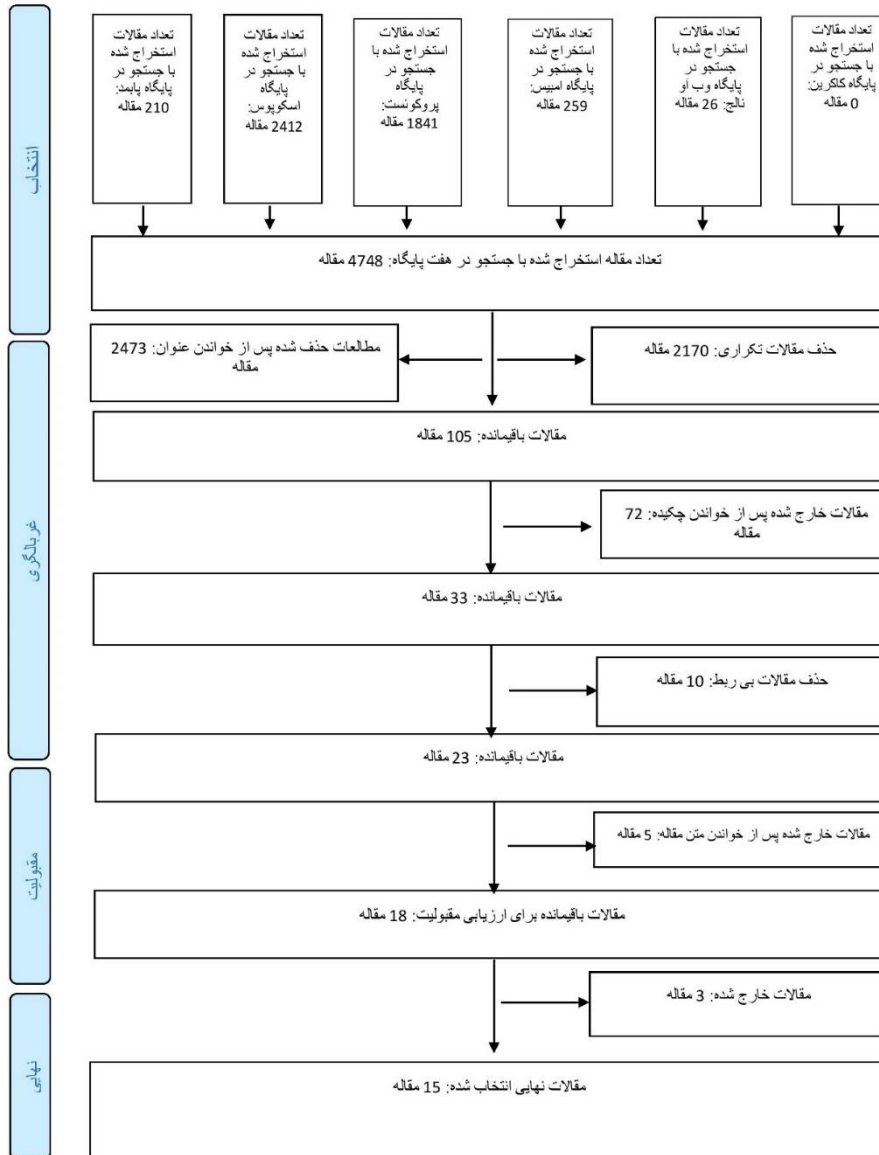 تعداد مقالات
استخراج شده
با جستجو در
پایگاه کاکرین:
0 مقاله
تعداد مقالات
استخراج شده با
جستجو در
پایگاه وب او
نالج: 26 مقاله
تعداد مقالات
استخراج شده
با جستجو در
پایگاه امبیس:
259 مقاله
تعداد مقالات
استخراج شده با
جستجو در
پایگاه
پروکوئست:
1841 مقاله
تعداد مقالات
استخراج شده
با جستجو در
پایگاه
اسکوپوس:
2412 مقاله
تعداد مقالات
استخراج شده
با جستجو در
پایگاه پابمد:
210 مقاله
انتخاب
تعداد مقاله استخراج شده با جستجو در هفت پایگاه: 4748 مقاله
حذف مقالات تکراری: 2170 مقاله
مطالعات حذف شده پس از خواندن عنوان: 2473
مقاله
مقالات باقیمانده: 105 مقاله
غربالگری
مقالات خارج شده پس از خواندن چکیده: 72
مقاله
مقالات باقیمانده: 33 مقاله
حذف مقالات بی ربط: 10 مقاله
مقالات باقیمانده: 23 مقاله
مقبولیت
مقالات خارج شده پس از خواندن متن مقاله: 5 مقاله
مقالات باقیمانده برای ارزیابی مقبولیت: 18 مقاله
مقالات خارج شده: 3 مقاله
نهایی
مقالات نهایی انتخاب شده: 15 مقاله